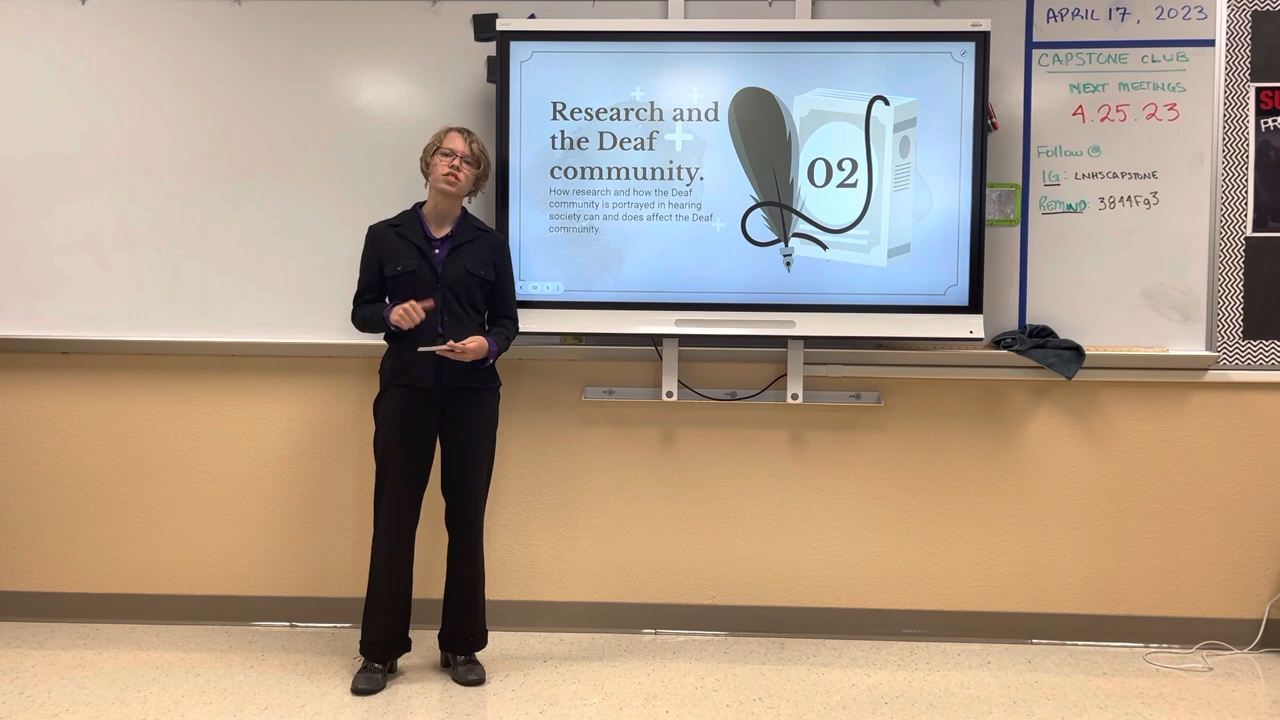 Research and
the Deaf
community.
How research and how the Deaf
community is portrayed in hearing
society can and does affect the Deaf
community.
02
10
APRIL 17, 2023
CAPSTONE CLUB
NEXT MEETINGS
4.25.23
Follow @
IG: LNHSCAPSTONE
REMIND: 3844Fg3